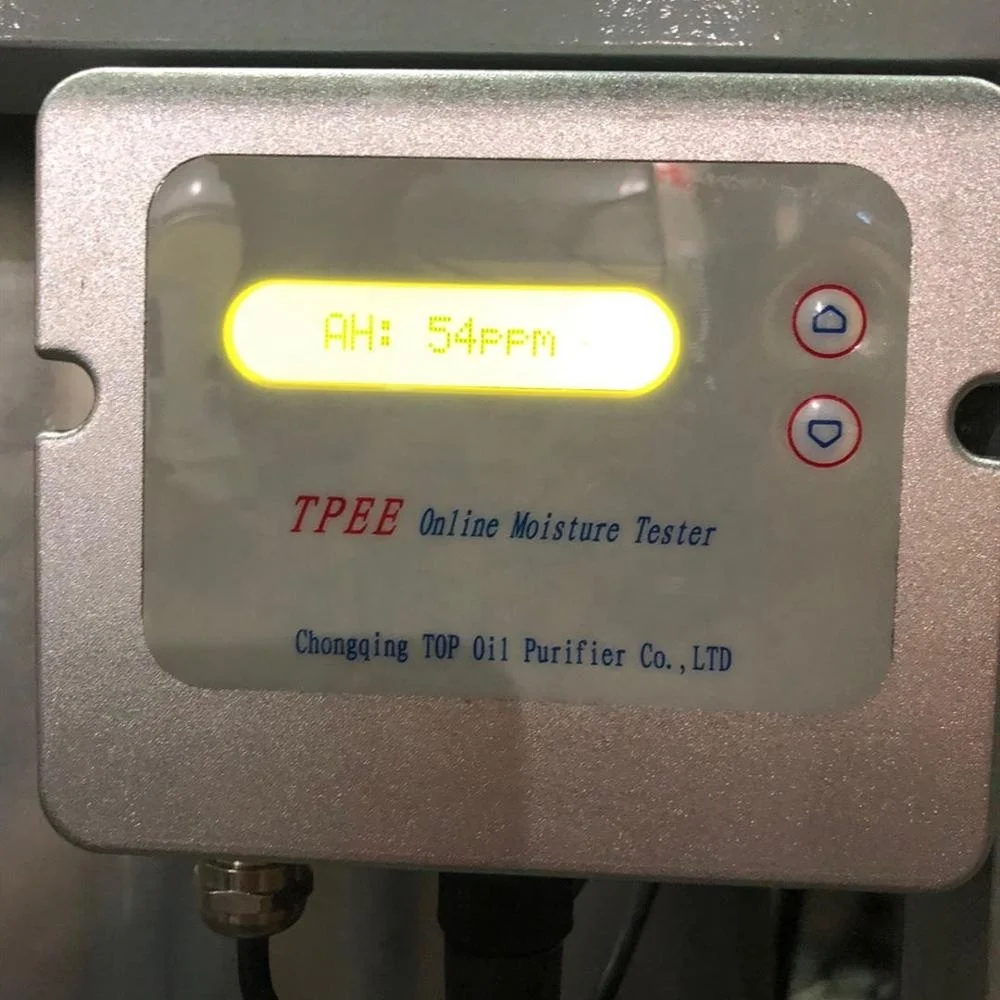 AH: 54ppm
TPEE Online Moisture Tester
Chongqing TOP Oil Purifier Co.,LTD